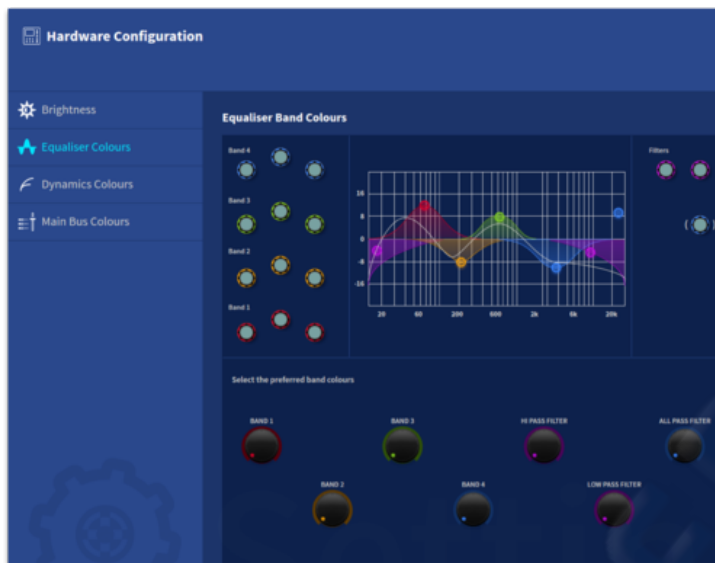 Hardware Configuration
Brightness
Equaliser Colours
Dynamics Colours
Main Bus Colours
Equaliser Band Colours
Band 4
Band 3
Band 2
Band 1
16
8
0
-8
-16
20 60 200 600 2k 6k 20k
Filters
Select the preferred band colours
BAND 1 BAND 3 HI PASS FILTER ALL PASS FILTER
BAND 2 BAND 4 LOW PASS FILTER